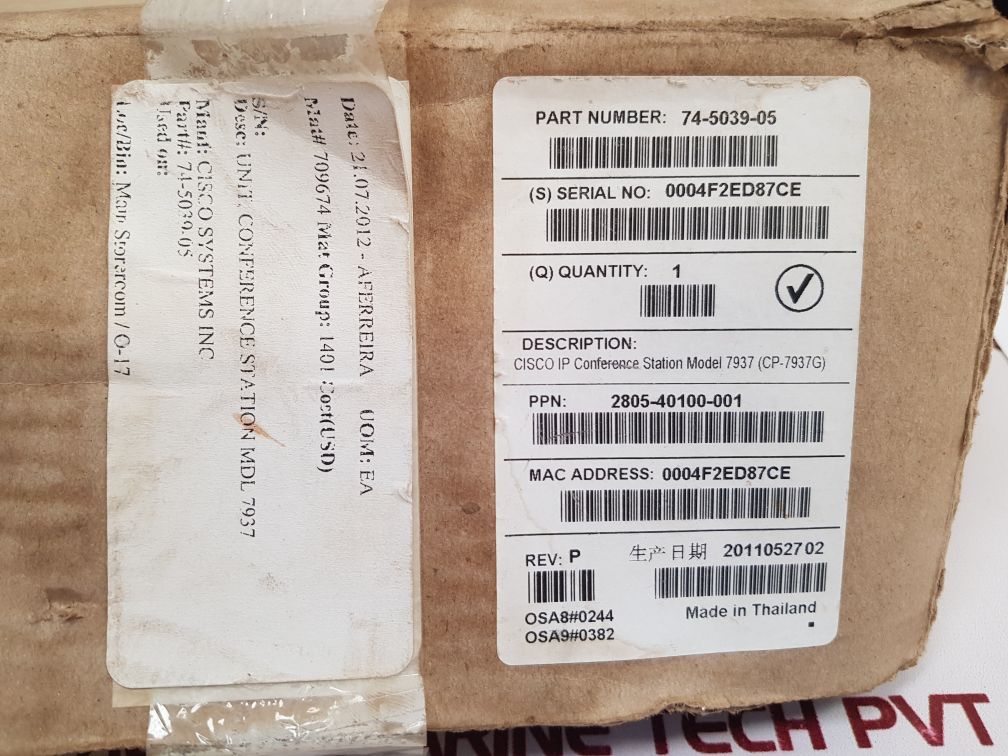 Date: 21.07.2012 - AFERREIRA UOM: EA
Mat# 709674 Mat Group: 1401 Cost(USD)
S/N:
Desc: UNIT, CONFERENCE STATION MDL 7937
Manf: CISCO SYSTEMS INC
Part#: 74-5039-05
Used on:
Loc/Bin: Main / O-17
PART NUMBER: 74-5039-05
(S) SERIAL NO: 0004F2ED87CE
(Q) QUANTITY: 1
DESCRIPTION:
CISCO IP Conference Station Model 7937 (CP-7937G)
PPN: 2805-40100-001
MAC ADDRESS: 0004F2ED87CE
REV: P 生产日期 2011052702
OSA8#0244
OSA9#0382
Made in Thailand
TECH PVT